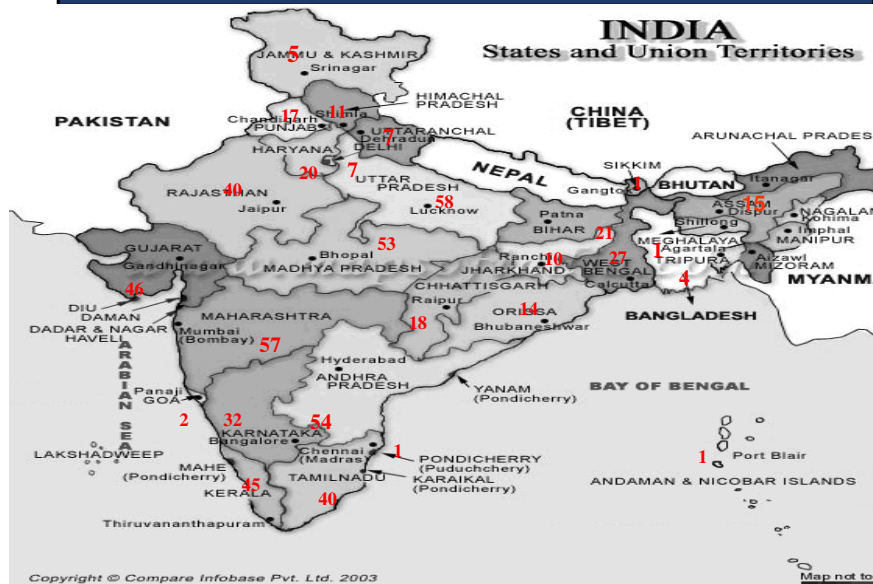 INDIA
States and Union Territories
5
JAMMU & KASHMIR
Srinagar
HIMACHAL
PRADESH
11
Shimla
17
Chandigarh
PUNJAB
PAKISTAN
CHINA
(TIBET)
UTTARANCHAL
Dehradun
7
DELHI
HARYANA
20
7
ARUNACHAL PRADES
NEPAL
SIKKIM
1
Gangtok
BHUTAN
Itanagar
UTTAR
PRADESH
58
Lucknow
40
RAJASTHAN
Jaipur
ASSAM
15
Dispur
NAGALAN
Kohima
Shillong
Imphal
MANIPUR
MEGHALAYA
Agartala
1
TRIPURA
4
Aizawl
MIZORAM
MYANM
Patna
BIHAR
21
53
Bhopal
MADHYA PRADESH
GUJARAT
Gandhinagar
46
Ranchi
10
JHARKHAND
27
WEST
BENGAL
Calcutta
CHHATTISGARH
Raipur
18
14
ORISSA
Bhubaneshwar
BANGLADESH
DIU
DAMAN
DADAR & NAGAR
HAVELI
MAHARASHTRA
Mumbai
(Bombay)
57
Hyderabad
ANDHRA
PRADESH
54
YANAM
(Pondicherry)
BAY OF BENGAL
ARABIAN SEA
Panaji
GOA
2
32
KARNATAKA
Bangalore
Chennai
(Madras)
1
PONDICHERRY
(Puduchchery)
KARAIKAL
(Pondicherry)
LAKSHADWEEP
MAHE
(Pondicherry)
45
KERALA
TAMILNADU
40
Thiruvananthapuram
1
Port Blair
ANDAMAN & NICOBAR ISLANDS
Copyright © Compare Infobase Pvt. Ltd. 2003
Map not to